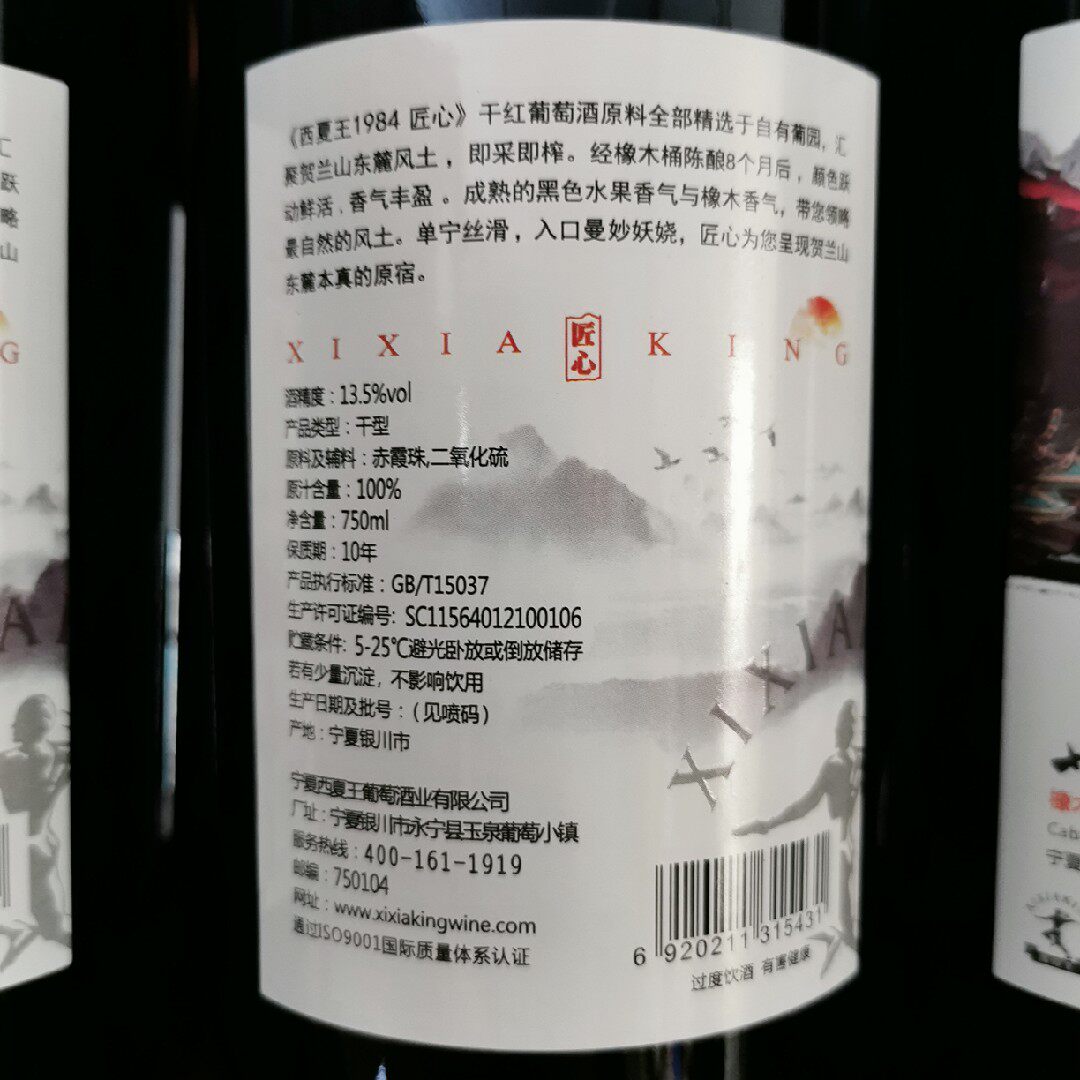 《西夏王1984 匠心》干红葡萄酒原料全部精选于自有葡园，汇
聚贺兰山东麓风土，即采即榨。经橡木桶陈酿8个月后，颜色跃
动鲜活．香气丰盈。成熟的黑色水果香气与橡木香气，带您领略
最自然的风土。单宁丝滑，入口曼妙妖娆，匠心为您呈现贺兰山
东麓本真的原宿。
XIXIA 匠心 KING
酒精度：13.5%vol
产品类型：干型
原料及辅料：赤霞珠,二氧化硫
原汁含量：100%
净含量：750ml
保质期：10年
产品执行标准：GB/T15037
生产许可证编号：SC11564012100106
贮藏条件：5-25℃避光卧放或倒放储存
若有少量沉淀，不影响饮用
生产日期及批号：(见喷码)
产地：宁夏银川市
宁夏西夏王葡萄酒业有限公司
厂址：宁夏银川市永宁县玉泉葡萄小镇
服务热线：400-161-1919
邮编：750104
网址：www.xixiakingwine.com
通过ISO9001国际质量体系认证
XIXIA
6 920211 315431
过度饮酒 有害健康
汇
跃
略
山
G
A
Cab
宁夏